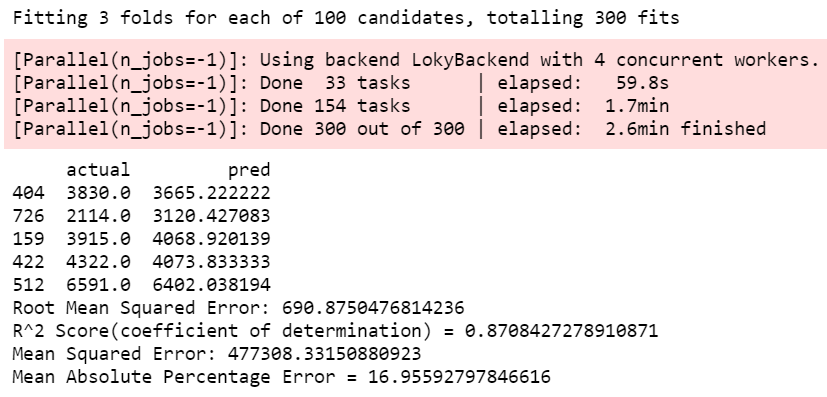 Fitting 3 folds for each of 100 candidates, totalling 300 fits
[Parallel(n_jobs=-1)]: Using backend LokyBackend with 4 concurrent workers.
[Parallel(n_jobs=-1)]: Done  33 tasks      | elapsed:   59.8s
[Parallel(n_jobs=-1)]: Done 154 tasks      | elapsed:  1.7min
[Parallel(n_jobs=-1)]: Done 300 out of 300 | elapsed:  2.6min finished
     actual         pred
404  3830.0  3665.222222
726  2114.0  3120.427083
159  3915.0  4068.920139
422  4322.0  4073.833333
512  6591.0  6402.038194
Root Mean Squared Error: 690.8750476814236
R^2 Score(coefficient of determination) = 0.8708427278910871
Mean Squared Error: 477308.33150880923
Mean Absolute Percentage Error = 16.95592797846616